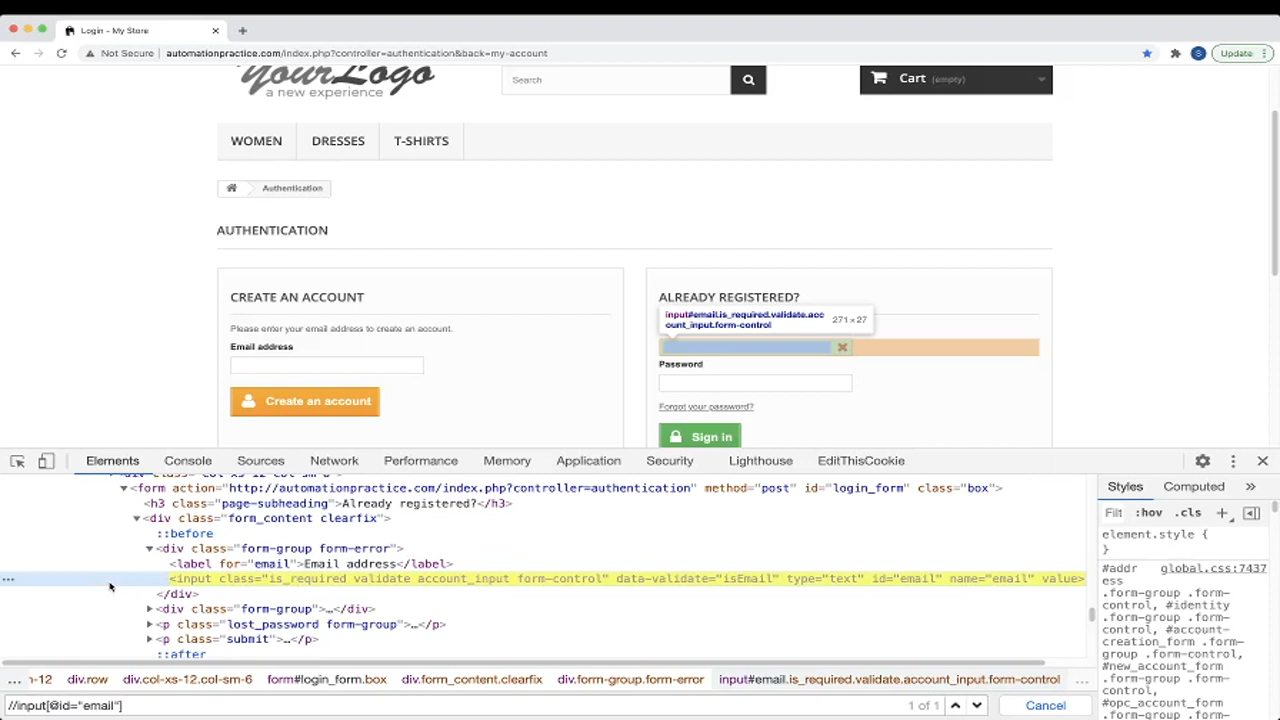 Login - My Store
Not Secure
automationpractice.com/index.php?controller=authentication&back=my-account
S
Update
YourLogo
a new experience
Search
Cart (empty)
WOMEN
DRESSES
T-SHIRTS
Authentication
AUTHENTICATION
CREATE AN ACCOUNT
Please enter your email address to create an account.
Email address
Create an account
ALREADY REGISTERED?
input#email.is_required.validate.acc
ount_input.form-control
271×27
Password
Forgot your password?
Sign in
Elements
Console
Sources
Network
Performance
Memory
Application
Security
Lighthouse
EditThisCookie
<form action="http://automationpractice.com/index.php?controller=authentication" method="post" id="login_form" class="box">
<h3 class="page-subheading">Already registered?</h3>
<div class="form_content clearfix">
::before
<div class="form-group form-error">
<label for="email">Email address</label>
<input class="is_required validate account_input form-control" data-validate="isEmail" type="text" id="email" name="email" value>
</div>
<div class="form-group">…</div>
<p class="lost_password form-group">…</p>
<p class="submit">…</p>
::after
... n-12 div.row div.col-xs-12.col-sm-6 form#login_form.box div.form_content.clearfix div.form-group.form-error input#email.is_required.validate.account_input.form-control ...
//input[@id="email"]
1 of 1
Cancel
Styles
Computed
»
Filt
:hov
.cls
+
element.style {
}
#addr global.css:7437
ess
.form-group .form-
control, #identity
.form-group .form-
control, #account-
creation_form .form-
group .form-control,
#new_account_form
.form-group .form-
control,
#opc_account_form
.form-group .form-